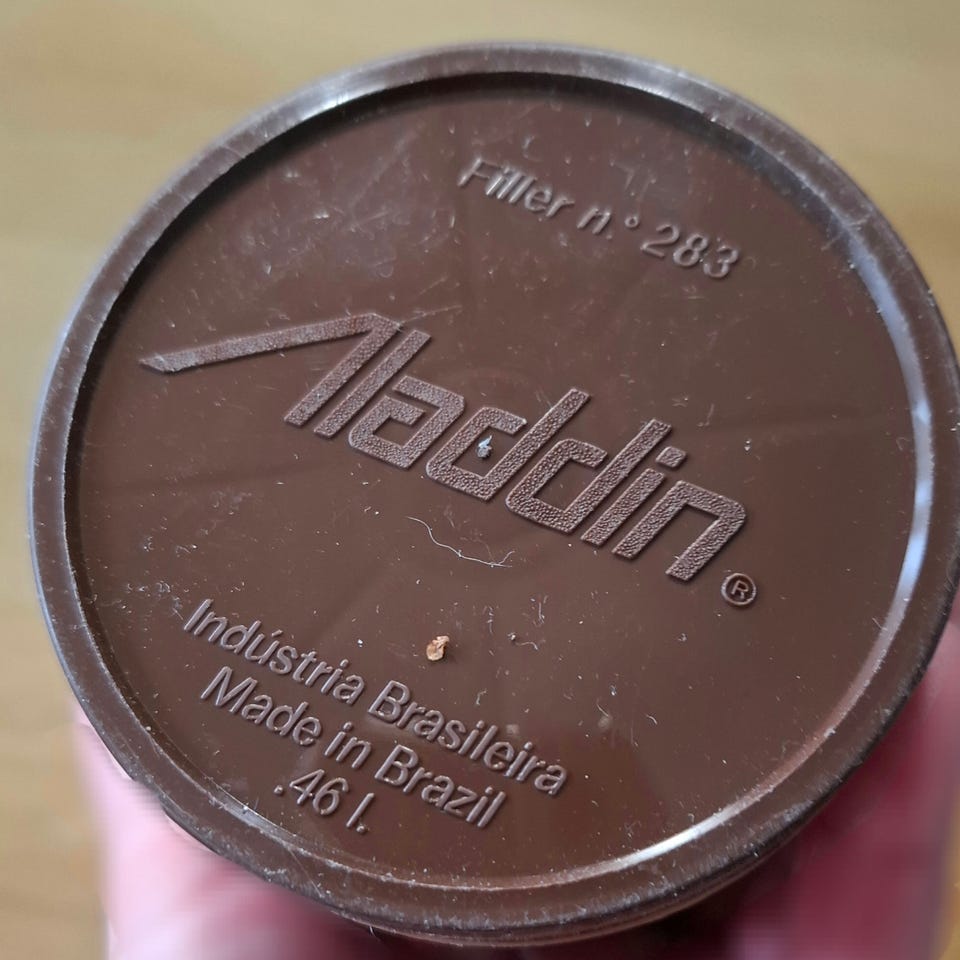 Filler n.° 283
Aladdin ®
Indústria Brasileira
Made in Brazil
.46 l.